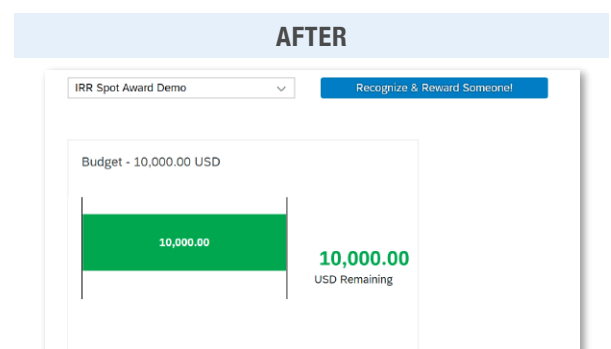 AFTER
IRR Spot Award Demo
Recognize & Reward Someone!
Budget - 10,000.00 USD
10,000.00
10,000.00
USD Remaining